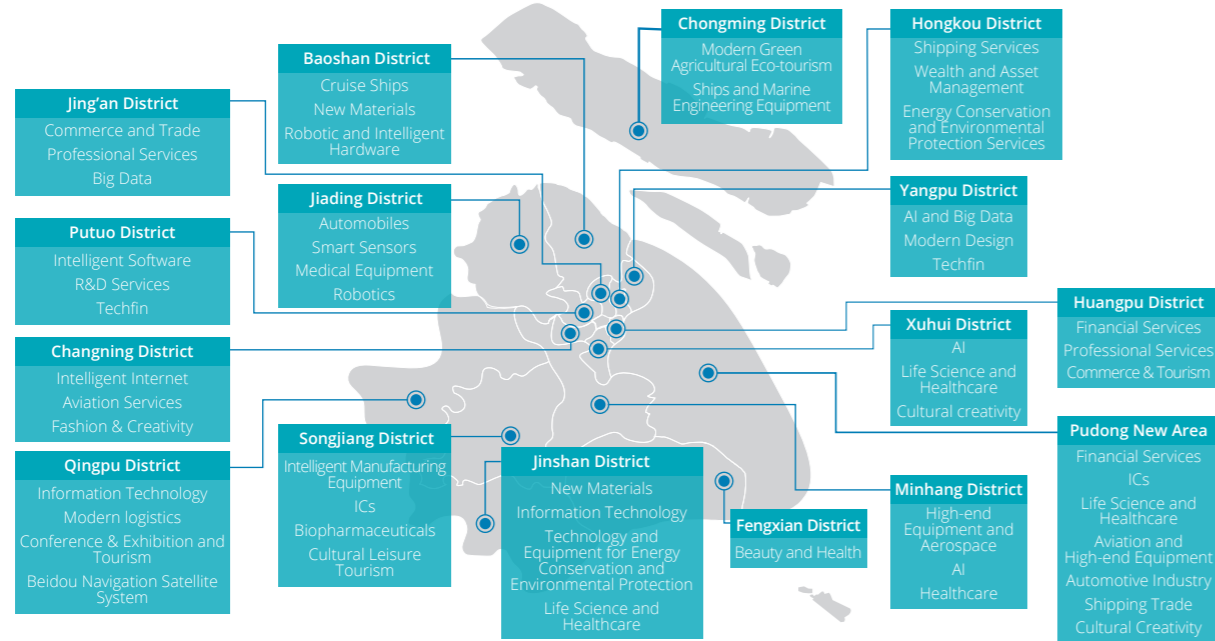 Jing’an District
Commerce and Trade
Professional Services
Big Data
Putuo District
Intelligent Software
R&D Services
Techfin
Changning District
Intelligent Internet
Aviation Services
Fashion & Creativity
Qingpu District
Information Technology
Modern logistics
Conference & Exhibition and
Tourism
Beidou Navigation Satellite
System
Baoshan District
Cruise Ships
New Materials
Robotic and Intelligent
Hardware
Jiading District
Automobiles
Smart Sensors
Medical Equipment
Robotics
Songjiang District
Intelligent Manufacturing
Equipment
ICs
Biopharmaceuticals
Cultural Leisure
Tourism
Jinshan District
New Materials
Information Technology
Technology and
Equipment for Energy
Conservation and
Environmental Protection
Life Science and
Healthcare
Chongming District
Modern Green
Agricultural Eco-tourism
Ships and Marine
Engineering Equipment
Fengxian District
Beauty and Health
Hongkou District
Shipping Services
Wealth and Asset
Management
Energy Conservation
and Environmental
Protection Services
Yangpu District
AI and Big Data
Modern Design
Techfin
Xuhui District
AI
Life Science and
Healthcare
Cultural creativity
Minhang District
High-end
Equipment and
Aerospace
AI
Healthcare
Huangpu District
Financial Services
Professional Services
Commerce & Tourism
Pudong New Area
Financial Services
ICs
Life Science and
Healthcare
Aviation and
High-end Equipment
Automotive Industry
Shipping Trade
Cultural Creativity